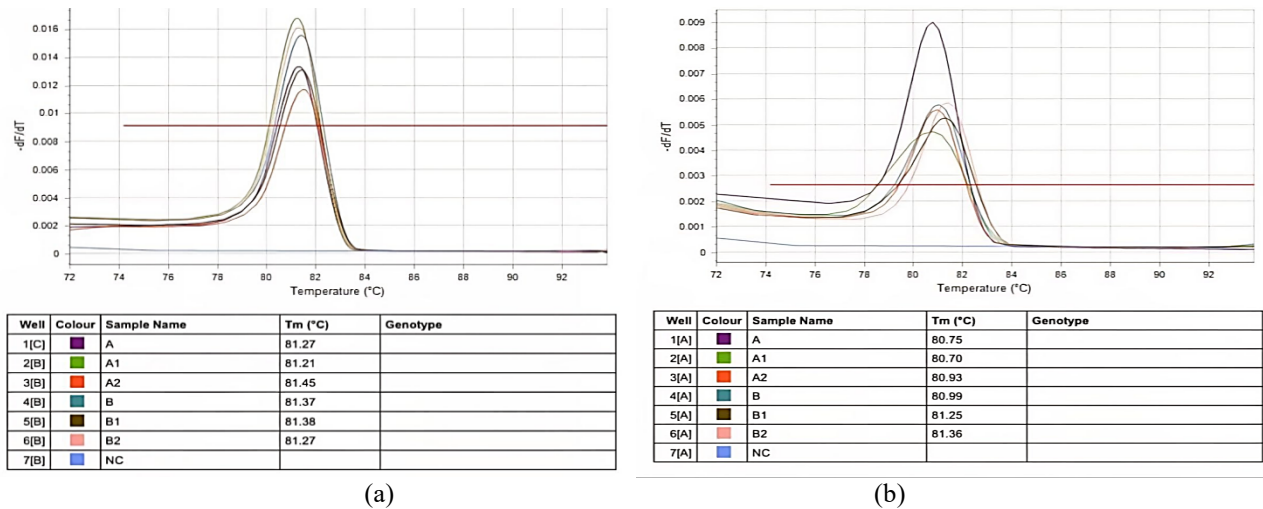 0.016
0.014
0.012
0.01
0.008
0.006
0.004
0.002
0
-dF/dT
72 74 76 78 80 82 84 86 88 90 92
Temperature (°C)
Well Colour Sample Name Tm (°C) Genotype
1[C] A 81.27
2[B] A1 81.21
3[B] A2 81.45
4[B] B 81.37
5[B] B1 81.38
6[B] B2 81.27
7[B] NC
(a)
0.009
0.008
0.007
0.006
0.005
0.004
0.003
0.002
0.001
0
-dF/dT
72 74 76 78 80 82 84 86 88 90 92
Temperature (°C)
Well Colour Sample Name Tm (°C) Genotype
1[A] A 80.75
2[A] A1 80.70
3[A] A2 80.93
4[A] B 80.99
5[A] B1 81.25
6[A] B2 81.36
7[A] NC
(b)